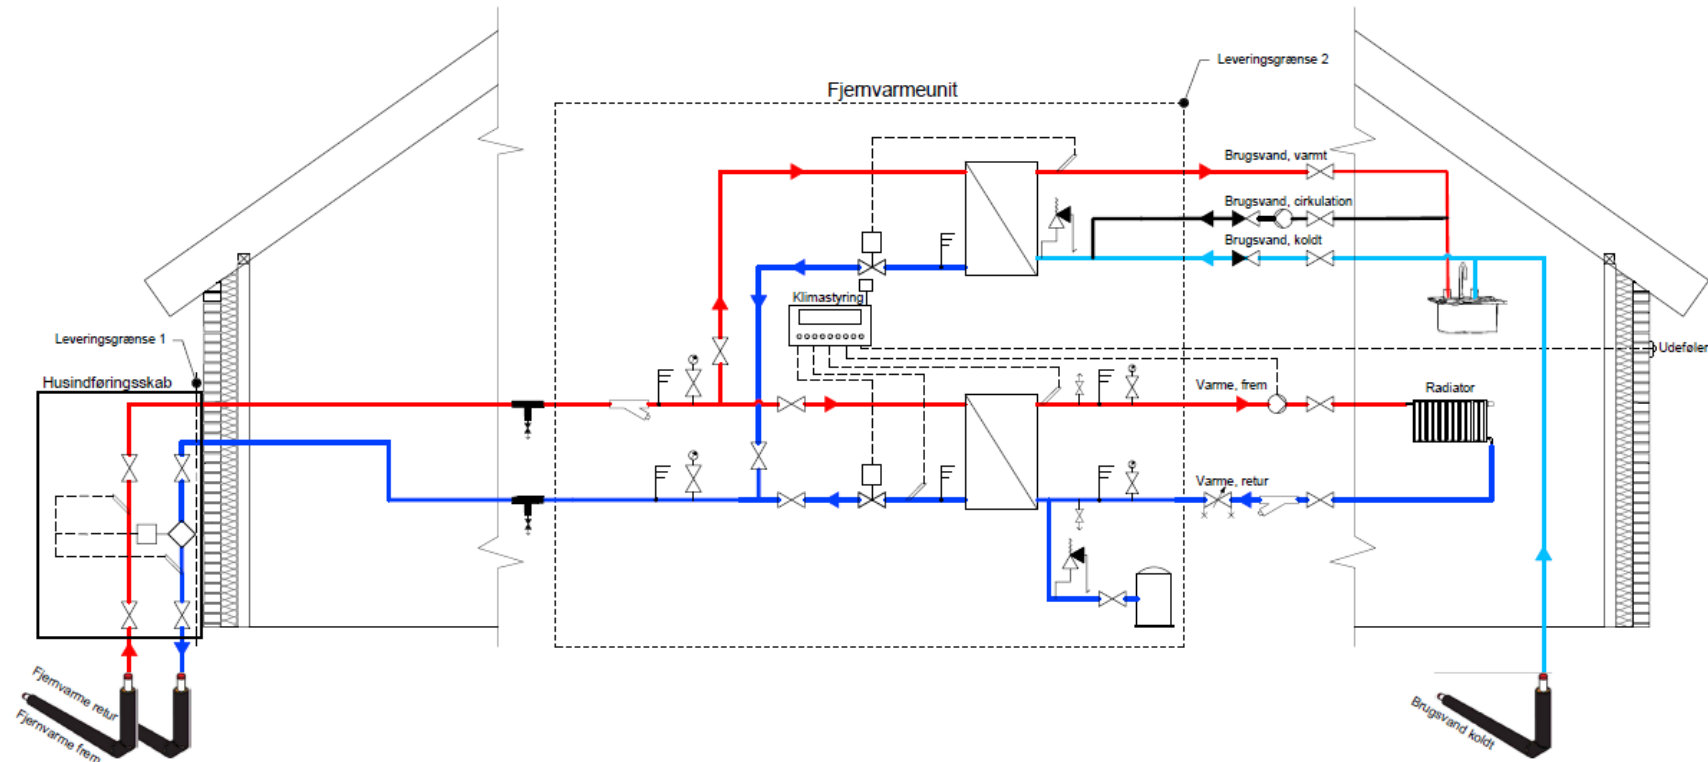 Leveringsgrænse 2
Fjernvarmeunit
Brugsvand, varmt
Brugsvand, cirkulation
Brugsvand, koldt
Klimastyring
Leveringsgrænse 1
Udeføler
Husindføringsskab
Varme, frem
Radiator
Varme, retur
Fjernvarme retur
Fjernvarme frem
Brugsvand koldt